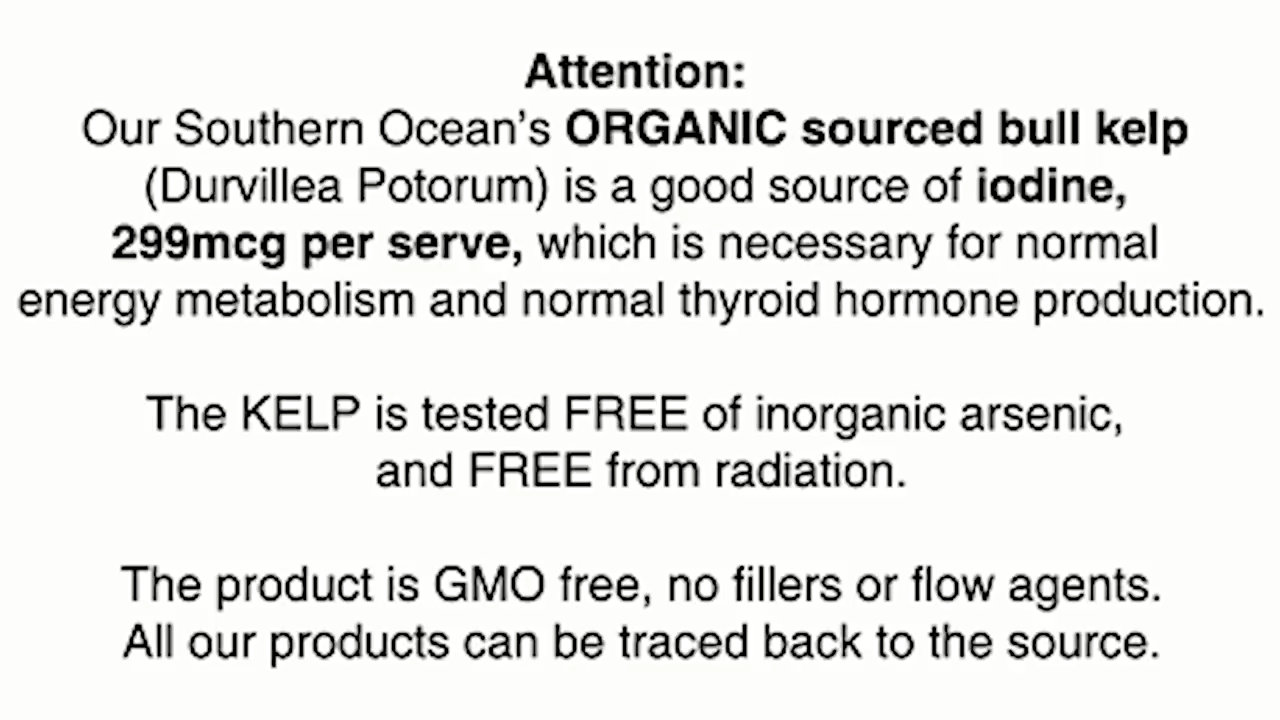 Attention:
Our Southern Ocean's ORGANIC sourced bull kelp
(Durvillea Potorum) is a good source of iodine,
299mcg per serve, which is necessary for normal
energy metabolism and normal thyroid hormone production.
The KELP is tested FREE of inorganic arsenic,
and FREE from radiation.
The product is GMO free, no fillers or flow agents.
All our products can be traced back to the source.